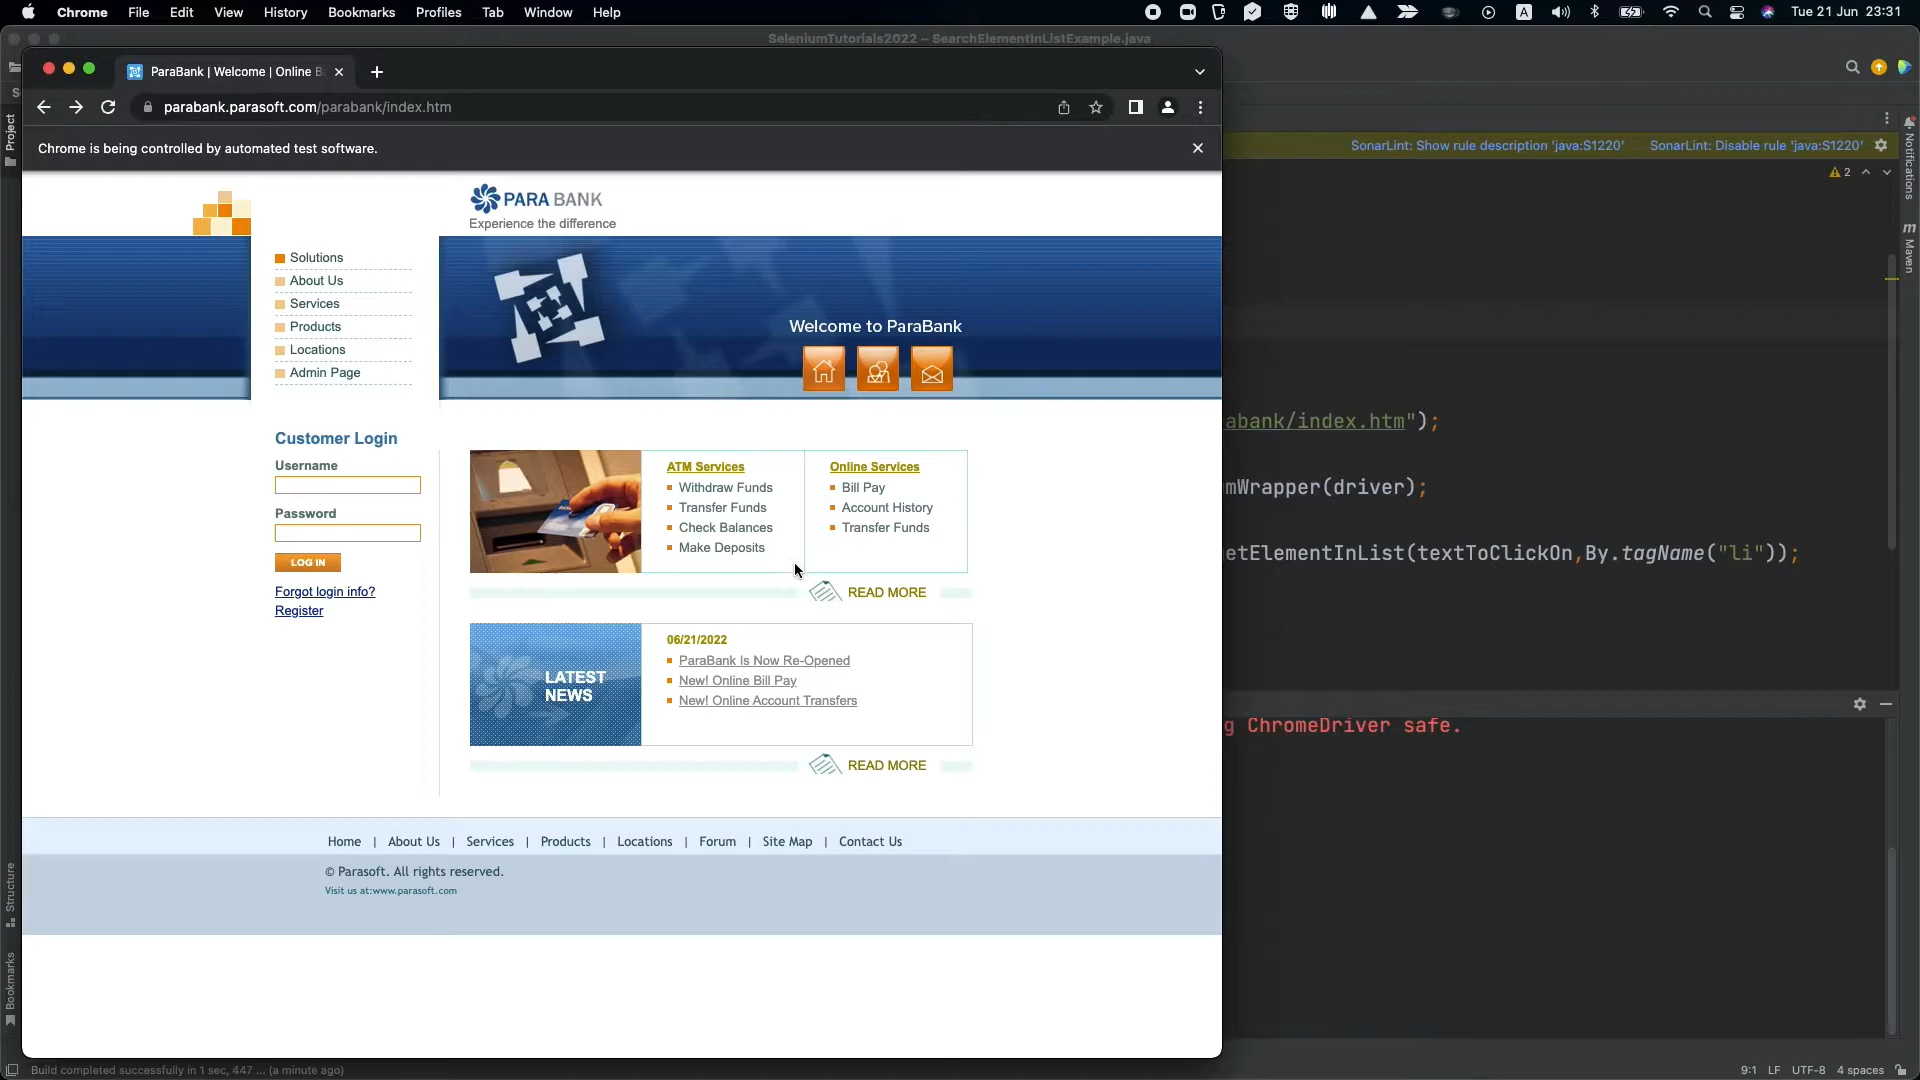 Chrome File Edit View History Bookmarks Profiles Tab Window Help A Tue 21 Jun 23:31
SeleniumTutorials2022 – SearchElementInListExample.java
ParaBank | Welcome | Online B
parabank.parasoft.com/parabank/index.htm
Chrome is being controlled by automated test software.
SonarLint: Show rule description 'java:S1220' SonarLint: Disable rule 'java:S1220'
2
Project
Notifications
Maven
PARA BANK
Experience the difference
Solutions
About Us
Services
Products
Locations
Admin Page
Welcome to ParaBank
Customer Login
Username
Password
LOG IN
Forgot login info?
Register
ATM Services
Withdraw Funds
Transfer Funds
Check Balances
Make Deposits
Online Services
Bill Pay
Account History
Transfer Funds
READ MORE
LATEST
NEWS
06/21/2022
ParaBank Is Now Re-Opened
New! Online Bill Pay
New! Online Account Transfers
READ MORE
Home | About Us | Services | Products | Locations | Forum | Site Map | Contact Us
© Parasoft. All rights reserved.
Visit us at:www.parasoft.com
abank/index.htm");
mWrapper(driver);
etElementInList(textToClickOn,By.tagName("li"));
g ChromeDriver safe.
Structure
Bookmarks
Build completed successfully in 1 sec, 447 ... (a minute ago)
9:1 LF UTF-8 4 spaces